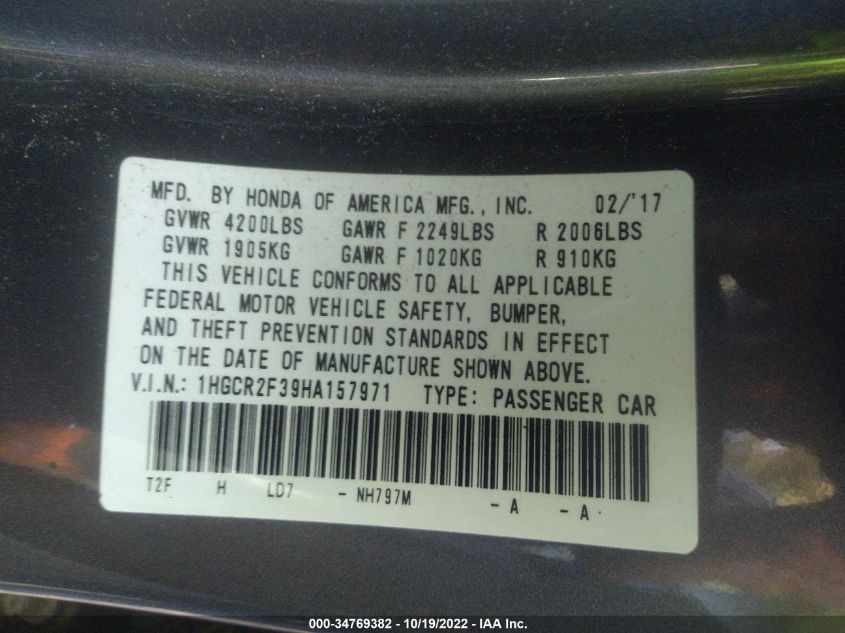 MFD. BY HONDA OF AMERICA MFG., INC. 02/'17
GVWR 4200LBS GAWR F 2249LBS R 2006LBS
GVWR 1905KG GAWR F 1020KG R 910KG
THIS VEHICLE CONFORMS TO ALL APPLICABLE
FEDERAL MOTOR VEHICLE SAFETY, BUMPER,
AND THEFT PREVENTION STANDARDS IN EFFECT
ON THE DATE OF MANUFACTURE SHOWN ABOVE.
V.I.N.: 1HGCR2F39HA157971 TYPE: PASSENGER CAR
T2F H LD7 - NH797M - A - A
000-34769382 - 10/19/2022 - IAA Inc.